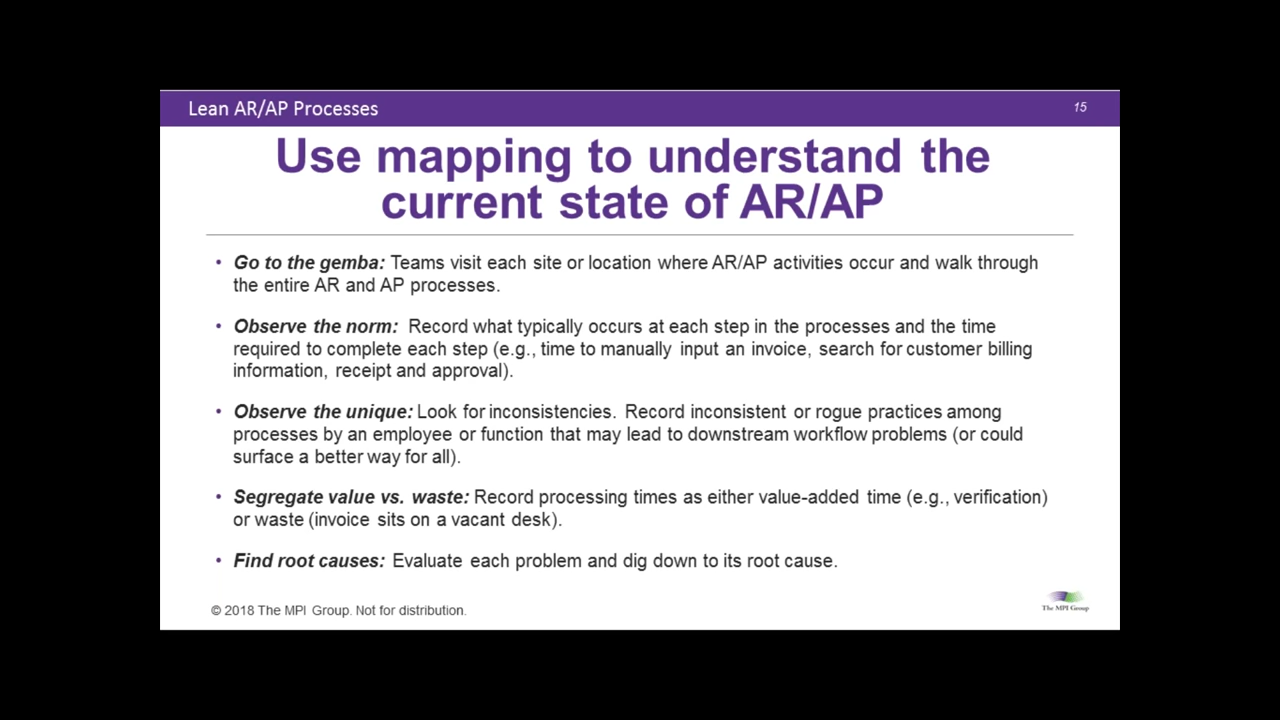 Lean AR/AP Processes
15
Use mapping to understand the
current state of AR/AP
• Go to the gemba: Teams visit each site or location where AR/AP activities occur and walk through
the entire AR and AP processes.
• Observe the norm: Record what typically occurs at each step in the processes and the time
required to complete each step (e.g., time to manually input an invoice, search for customer billing
information, receipt and approval).
• Observe the unique: Look for inconsistencies. Record inconsistent or rogue practices among
processes by an employee or function that may lead to downstream workflow problems (or could
surface a better way for all).
• Segregate value vs. waste: Record processing times as either value-added time (e.g., verification)
or waste (invoice sits on a vacant desk).
• Find root causes: Evaluate each problem and dig down to its root cause.
© 2018 The MPI Group. Not for distribution.
The MPI Group